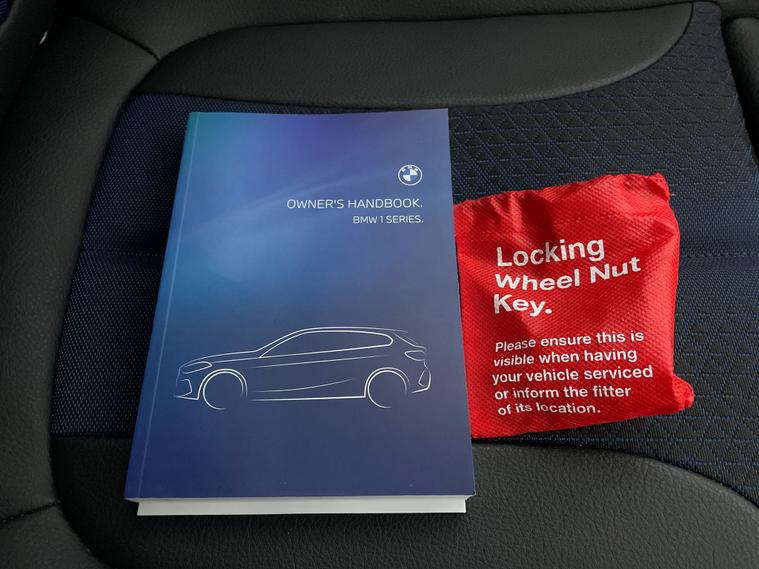 OWNER'S HANDBOOK.
BMW 1 SERIES.
Locking
Wheel Nut
Key.
Please ensure this is
visible when having
your vehicle serviced
or inform the fitter
of its location.